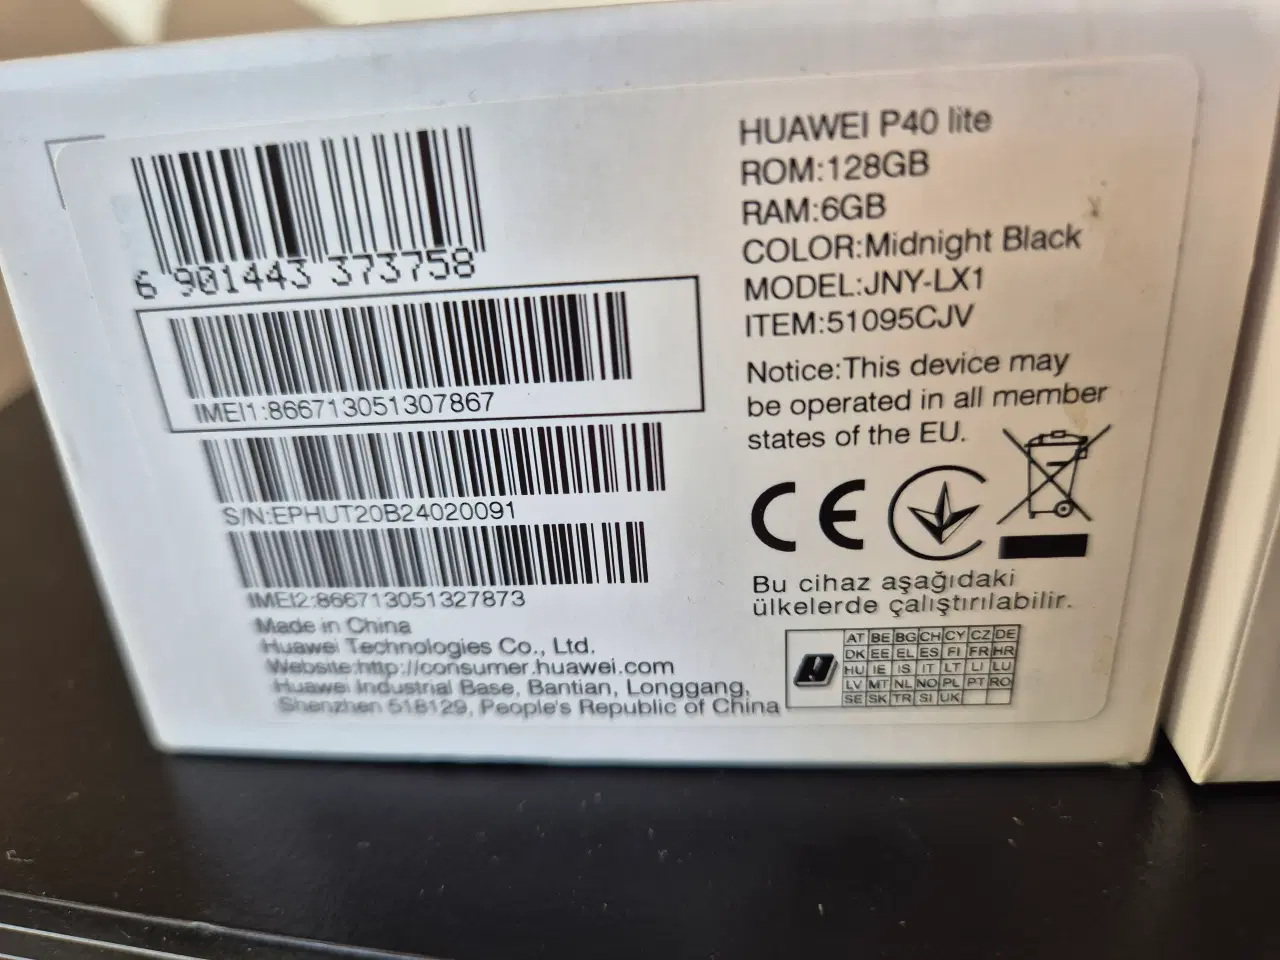 6 901443 373758
IMEI1:866713051307867
S/N:EPHUT20B24020091
IMEI2:866713051327873
Made in China
Huawei Technologies Co., Ltd.
Website:http://consumer.huawei.com
Huawei Industrial Base, Bantian, Longgang,
Shenzhen 518129, People's Republic of China
HUAWEI P40 lite
ROM:128GB
RAM:6GB
COLOR:Midnight Black
MODEL:JNY-LX1
ITEM:51095CJV
Notice:This device may
be operated in all member
states of the EU.
CE
Bu cihaz aşağıdaki
ülkelerde çalıştırılabilir.
AT BE BG CH CY CZ DE
DK EE EL ES FI FR HR
HU IE IS IT LT LI LU
LV MT NL NO PL PT RO
SE SK TR SI UK